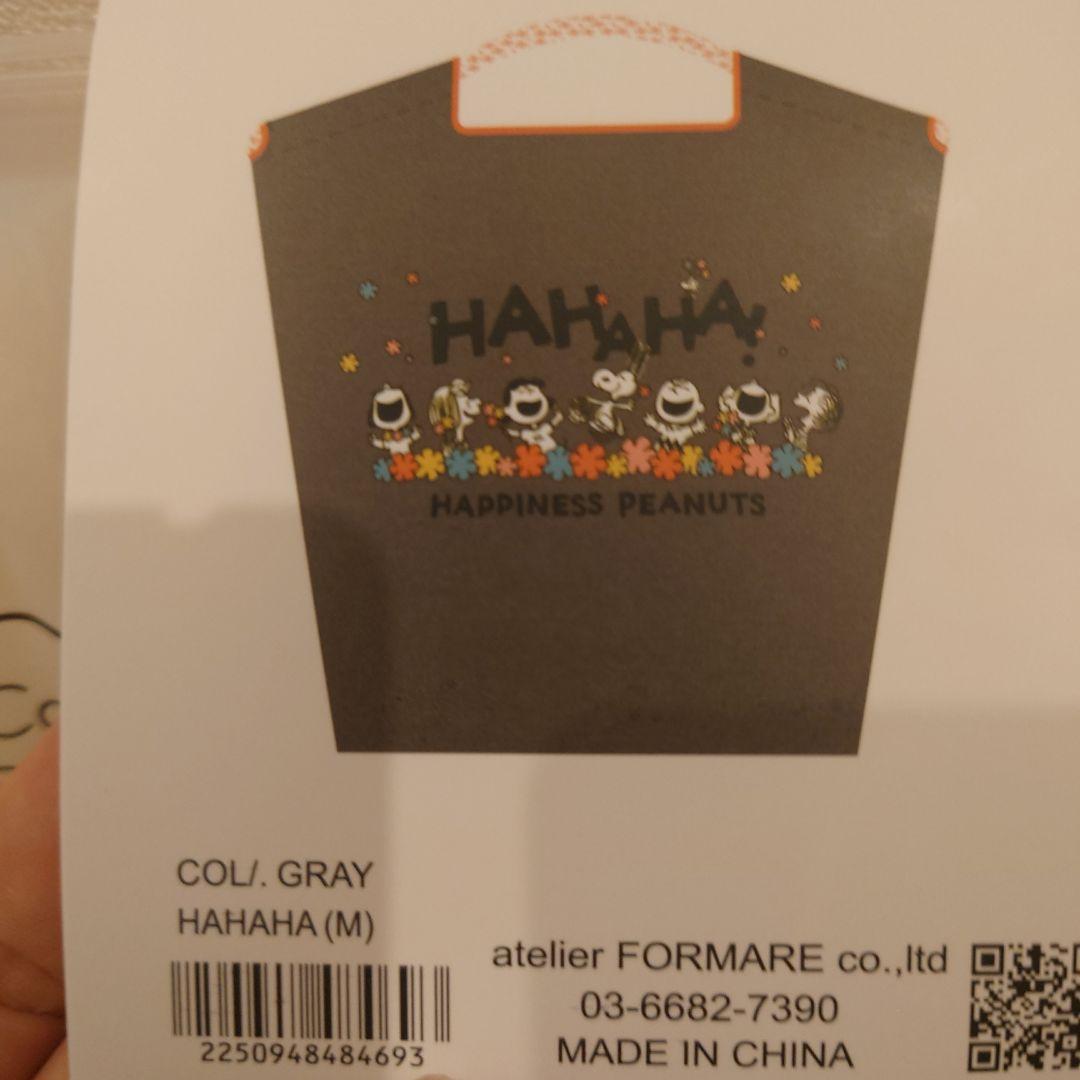 HAHAHA!
HAPPINESS PEANUTS
COL/. GRAY
HAHAHA (M)
2250948484693
atelier FORMARE co.,ltd
03-6682-7390
MADE IN CHINA